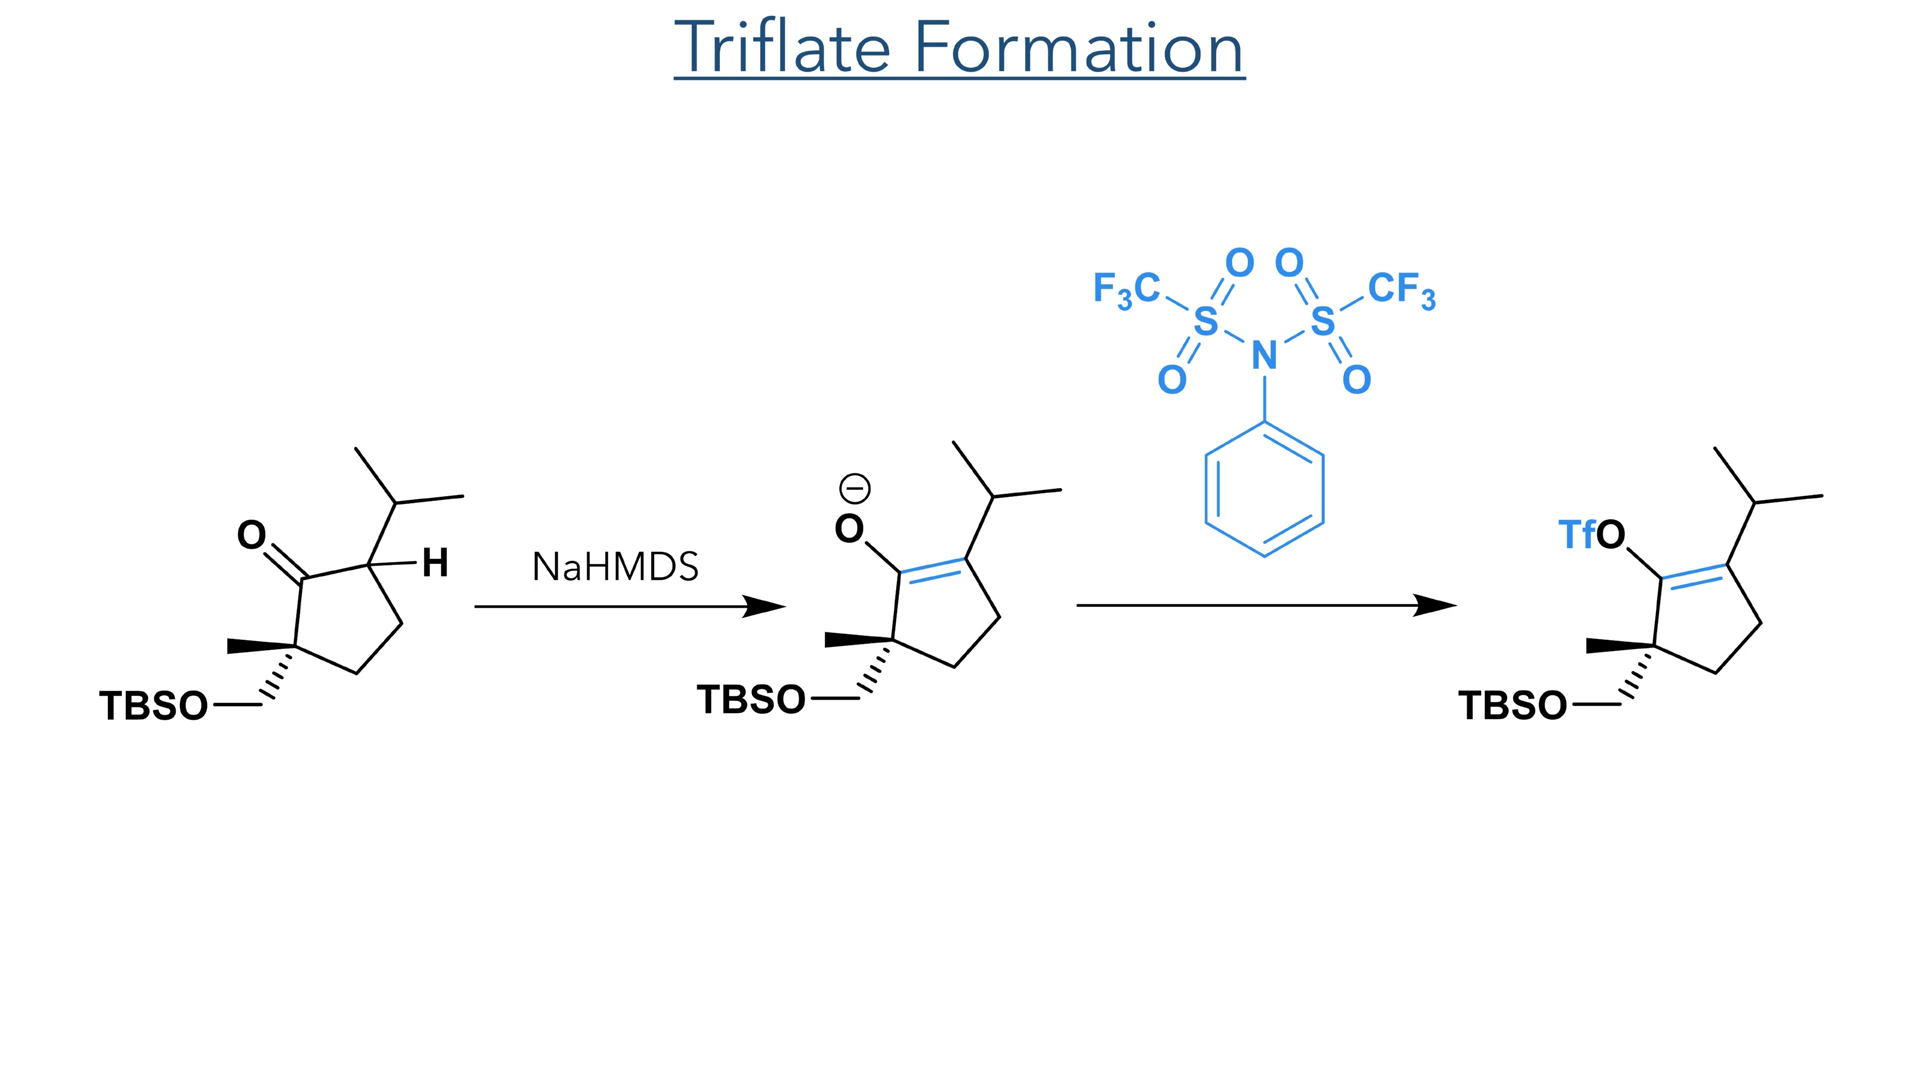 Triflate Formation
O
H
TBSO
NaHMDS
⊖
O
TBSO
F3C
O
O
CF3
S
S
N
O
O
TfO
TBSO